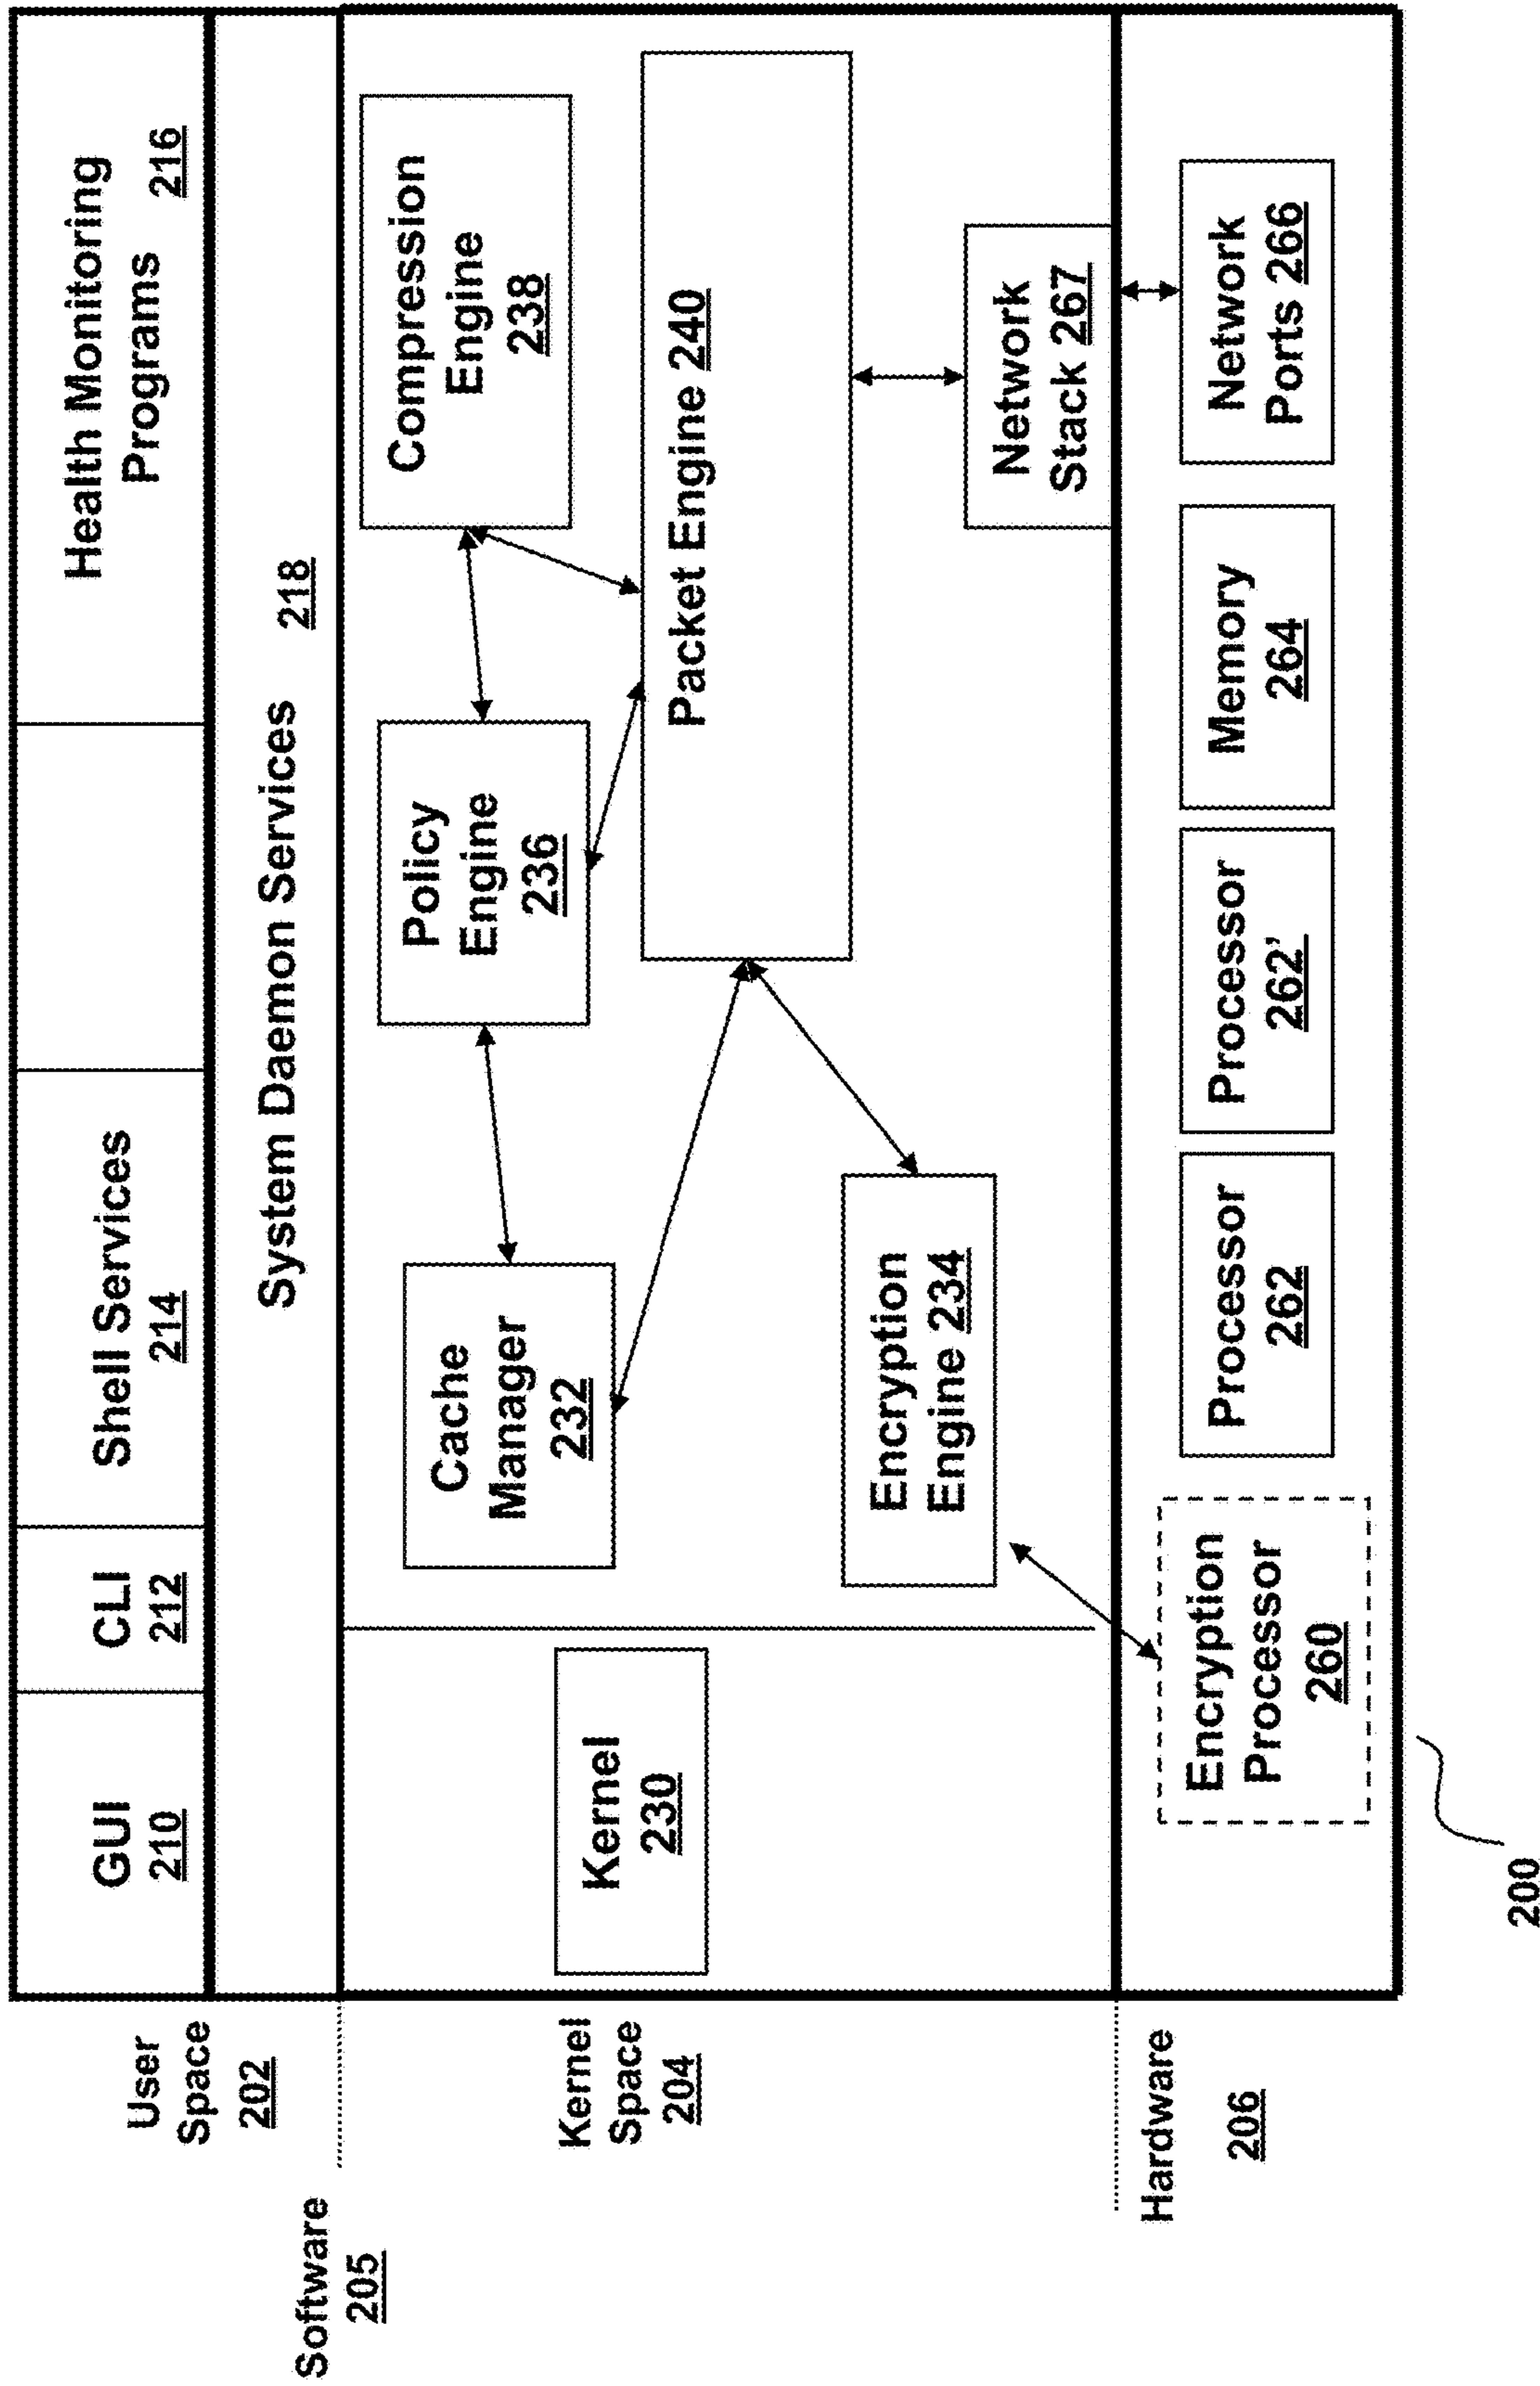 GUI
210
CLI
212
Shell Services
214
Health Monitoring
Programs
216
User
Space
202
System Daemon Services
218
Software
205
Kernel
Space
204
Kernel
230
Cache
Manager
232
Policy
Engine
236
Compression
Engine
238
Packet Engine 240
Encryption
Engine 234
Network
Stack 267
Hardware
206
Encryption
Processor
260
Processor
262
Processor
262’
Memory
264
Network
Ports 266
200